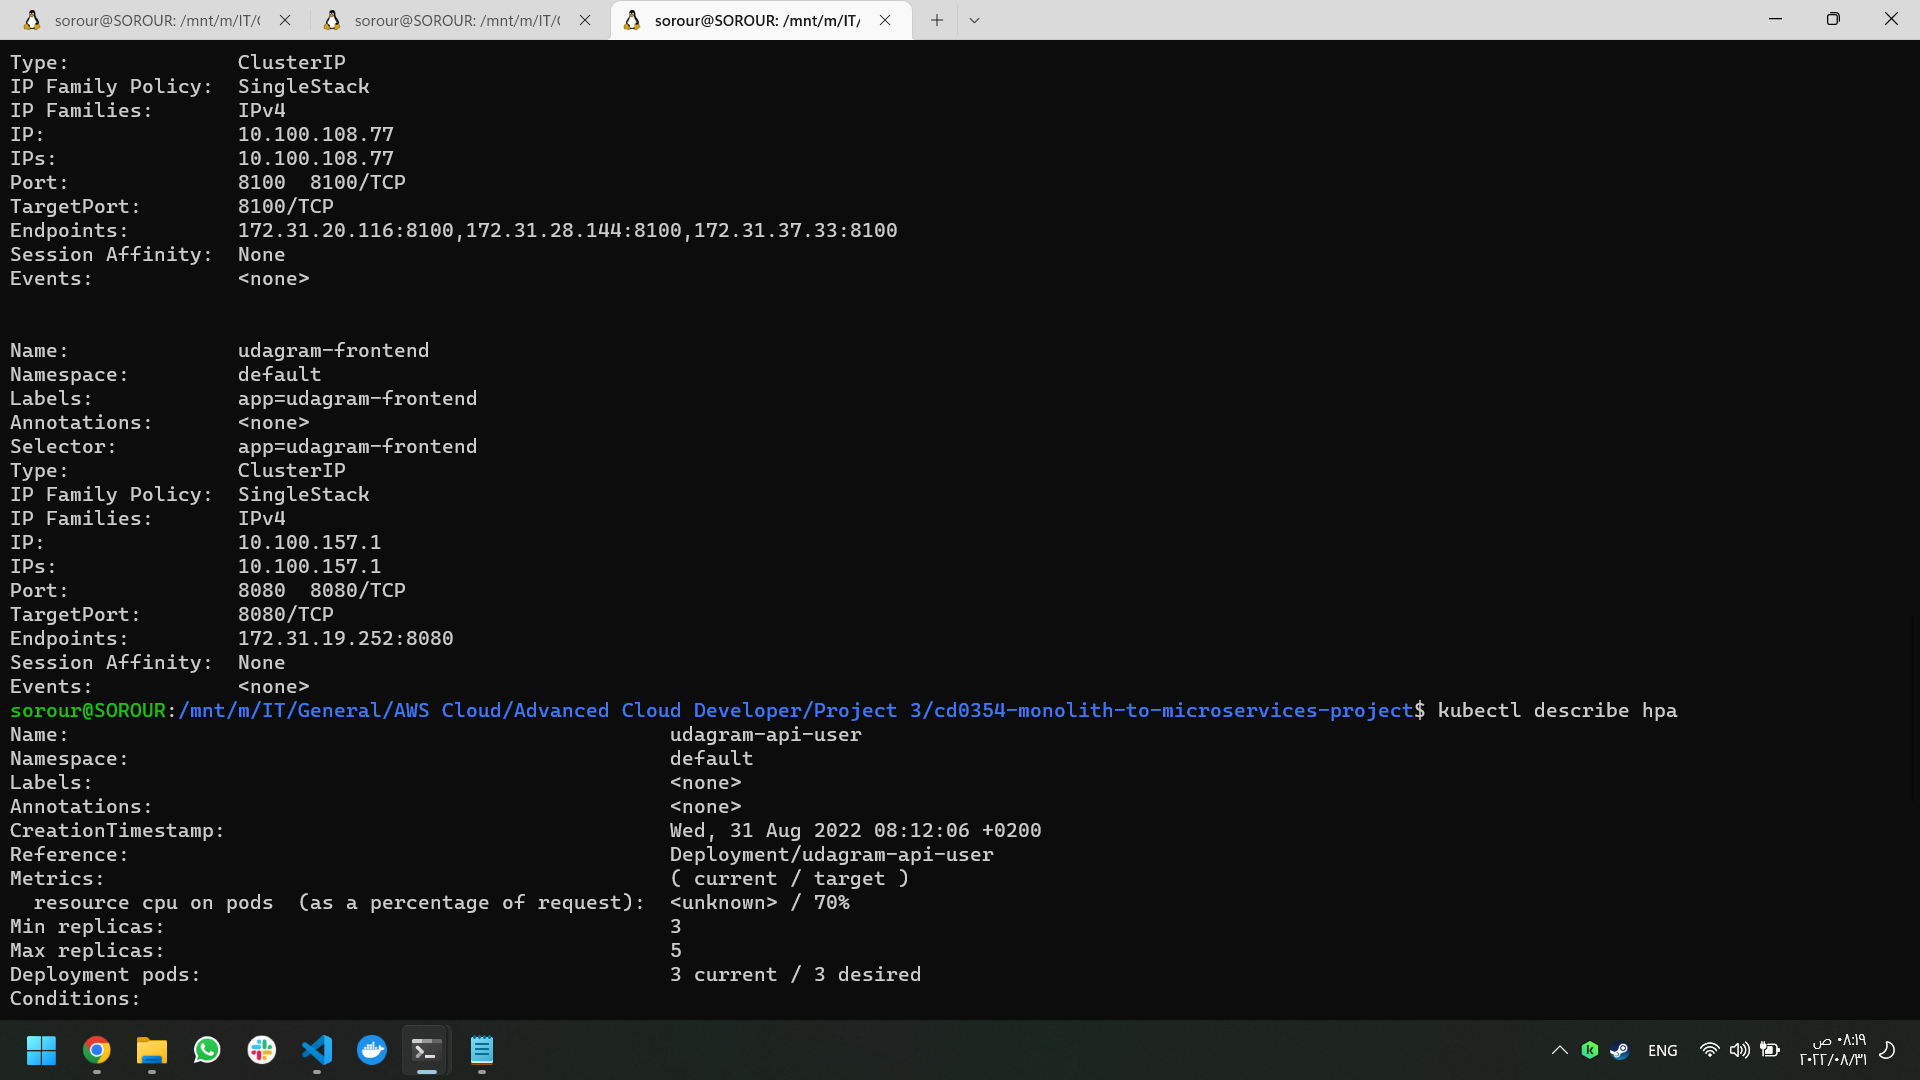 sorour@SOROUR: /mnt/m/IT/
sorour@SOROUR: /mnt/m/IT/
sorour@SOROUR: /mnt/m/IT/
Type: ClusterIP
IP Family Policy: SingleStack
IP Families: IPv4
IP: 10.100.108.77
IPs: 10.100.108.77
Port: 8100 8100/TCP
TargetPort: 8100/TCP
Endpoints: 172.31.20.116:8100,172.31.28.144:8100,172.31.37.33:8100
Session Affinity: None
Events: <none>
Name: udagram-frontend
Namespace: default
Labels: app=udagram-frontend
Annotations: <none>
Selector: app=udagram-frontend
Type: ClusterIP
IP Family Policy: SingleStack
IP Families: IPv4
IP: 10.100.157.1
IPs: 10.100.157.1
Port: 8080 8080/TCP
TargetPort: 8080/TCP
Endpoints: 172.31.19.252:8080
Session Affinity: None
Events: <none>
sorour@SOROUR:/mnt/m/IT/General/AWS Cloud/Advanced Cloud Developer/Project 3/cd0354-monolith-to-microservices-project$ kubectl describe hpa
Name: udagram-api-user
Namespace: default
Labels: <none>
Annotations: <none>
CreationTimestamp: Wed, 31 Aug 2022 08:12:06 +0200
Reference: Deployment/udagram-api-user
Metrics: ( current / target )
resource cpu on pods (as a percentage of request): <unknown> / 70%
Min replicas: 3
Max replicas: 5
Deployment pods: 3 current / 3 desired
Conditions:
ENG
٠٨:١٩ ص
٢٠٢٢/٠٨/٣١